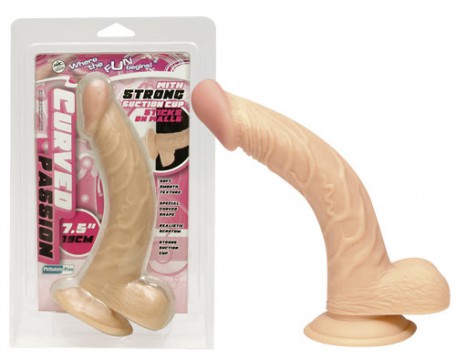 Where the FUN begins!
WITH
STRONG
SUCTION CUP
STICKS
ON WALLS
CURVED
PASSION
7.5"
19CM
SOFT
SMOOTH
TEXTURE
SPECIAL
CURVED
SHAPE
REALISTIC
STRONG
SUCTION
CUP